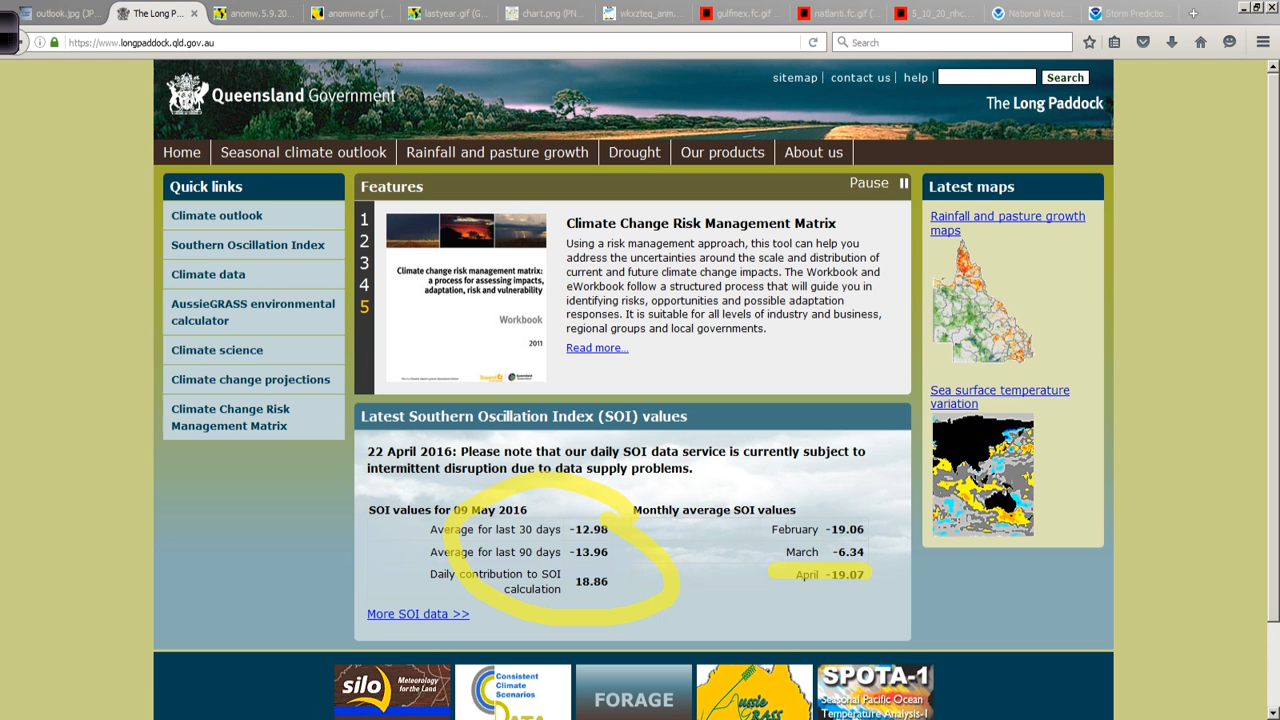 outlook.jpg (JP...
The Long P...
anomw.5.9.20...
anomwne.gif (...
lastyear.gif (G...
chart.png (PN...
wkxzteq_anm....
gulfmex.fc.gif ...
natlanti.fc.gif (...
5_10_20_nhc...
National Weat...
Storm Predictio...
https://www.longpaddock.qld.gov.au
Search
sitemap | contact us | help
Search
Queensland Government
The Long Paddock
Home
Seasonal climate outlook
Rainfall and pasture growth
Drought
Our products
About us
Quick links
Climate outlook
Southern Oscillation Index
Climate data
AussieGRASS environmental
calculator
Climate science
Climate change projections
Climate Change Risk
Management Matrix
Features
Pause
1
2
3
4
5
Climate change risk management matrix:
a process for assessing impacts,
adaptation, risk and vulnerability
Workbook
2011
Climate Change Risk Management Matrix
Using a risk management approach, this tool can help you
address the uncertainties around the scale and distribution of
current and future climate change impacts. The Workbook and
eWorkbook follow a structured process that will guide you in
identifying risks, opportunities and possible adaptation
responses. It is suitable for all levels of industry and business,
regional groups and local governments.
Read more...
Latest Southern Oscillation Index (SOI) values
22 April 2016: Please note that our daily SOI data service is currently subject to
intermittent disruption due to data supply problems.
SOI values for 09 May 2016
Average for last 30 days -12.98
Average for last 90 days -13.96
Daily contribution to SOI
calculation 18.86
Monthly average SOI values
February -19.06
March -6.34
April -19.07
More SOI data >>
Latest maps
Rainfall and pasture growth
maps
Sea surface temperature
variation
silo
Meteorology
for the Land
Consistent
Climate
Scenarios
DATA
FORAGE
Aussie
GRASS
SPOTA-1
Seasonal Pacific Ocean
Temperature Analysis-1